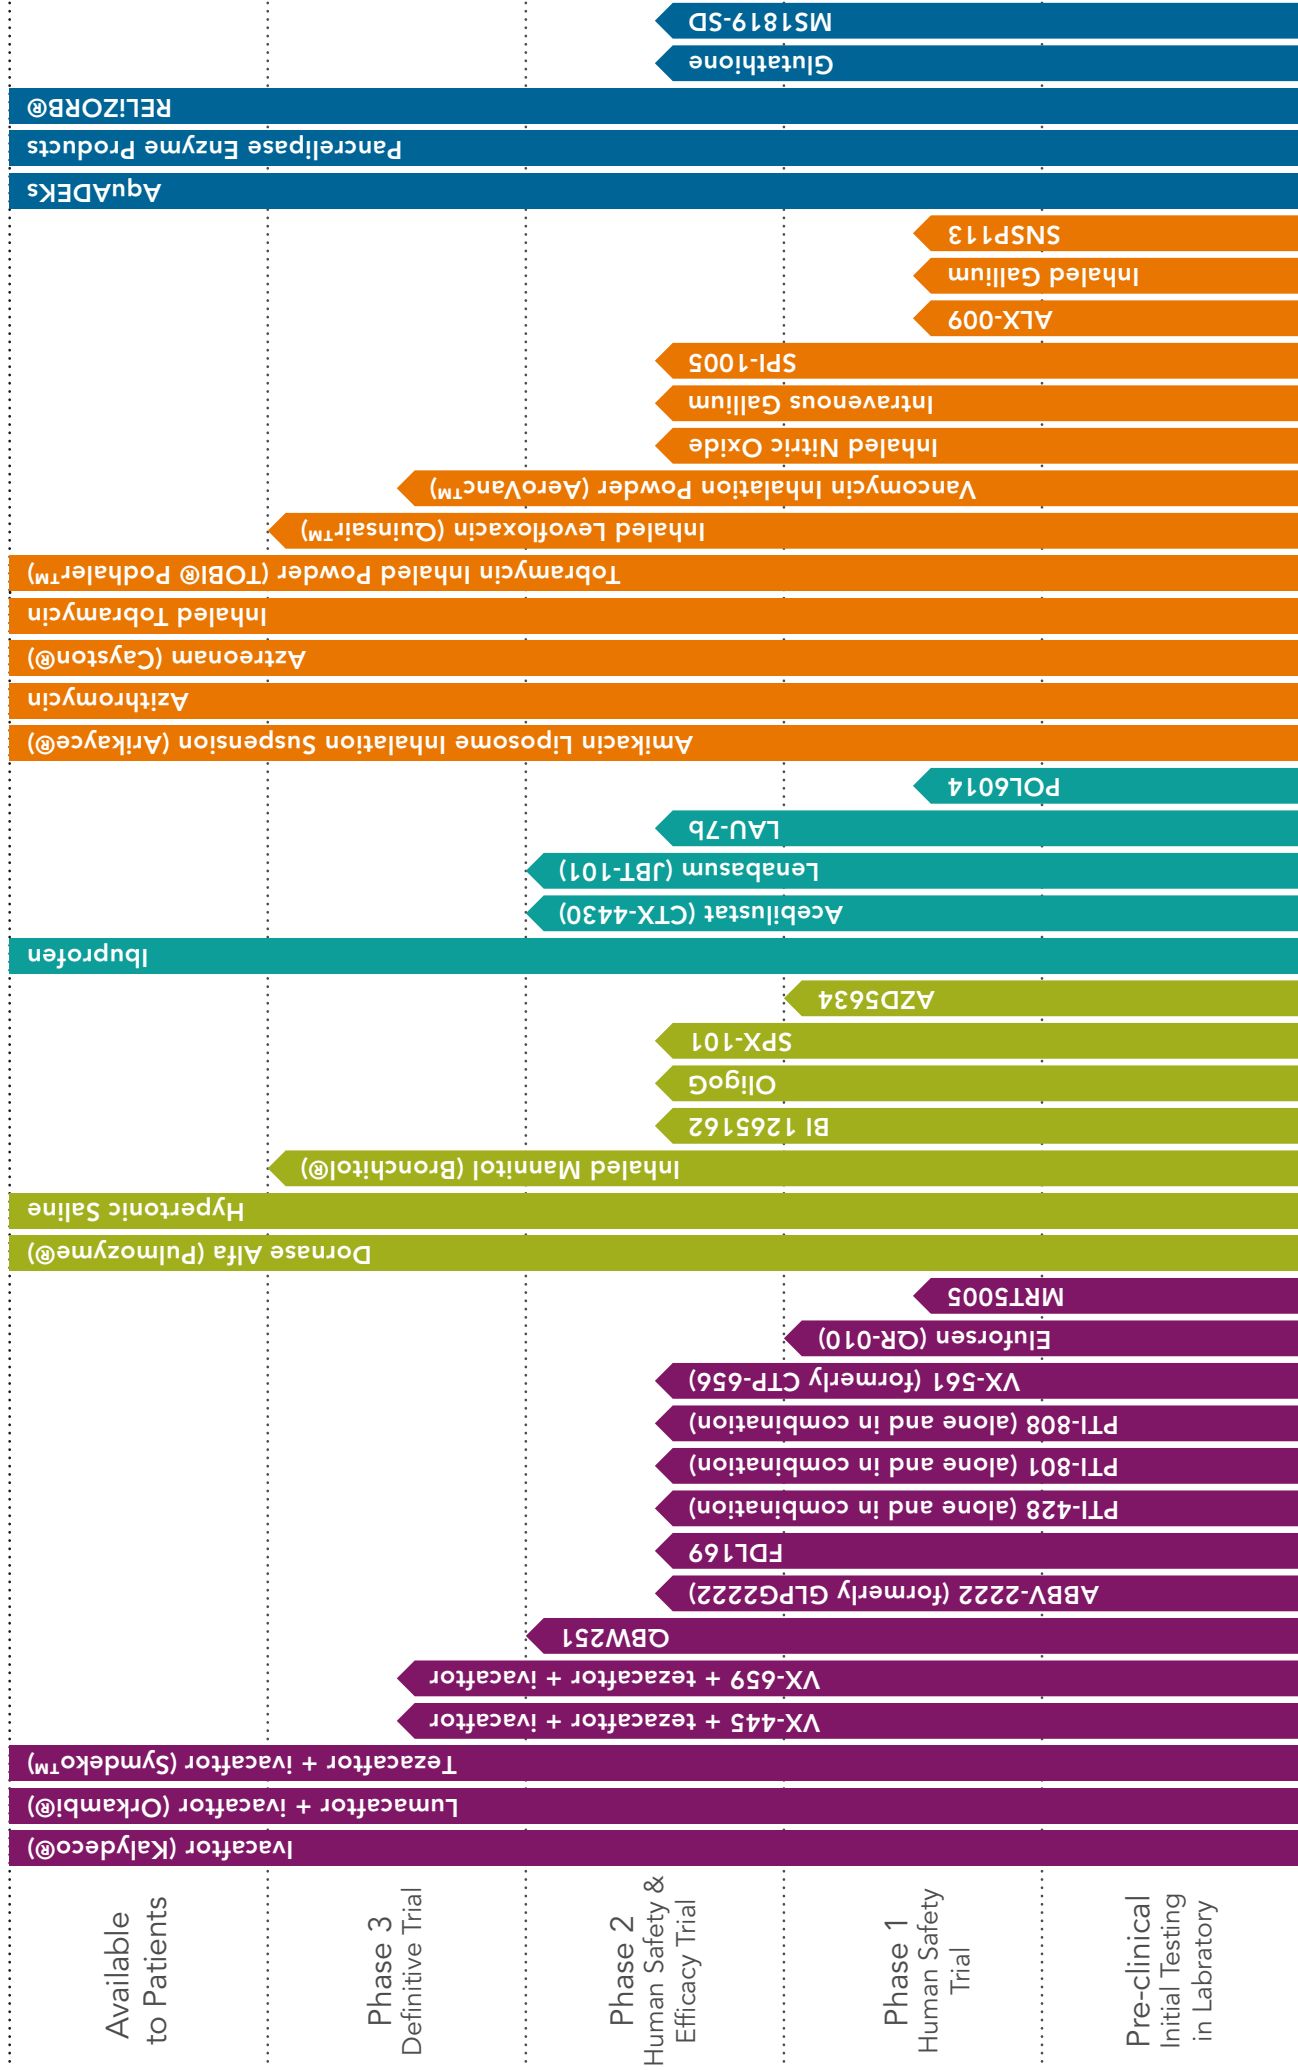 Pre-clinical
Initial Testing
in Labratory
Phase 1
Human Safety
Trial
Phase 2
Human Safety &
Efficacy Trial
Phase 3
Definitive Trial
Available
to Patients
Ivacaftor (Kalydeco®)
Lumacaftor + ivacaftor (Orkambi®)
Tezacaftor + ivacaftor (Symdeko™)
VX-445 + tezacaftor + ivacaftor
VX-659 + tezacaftor + ivacaftor
QBW251
ABBV-2222 (formerly GLPG2222)
FDL169
PTI-428 (alone and in combination)
PTI-801 (alone and in combination)
PTI-808 (alone and in combination)
VX-561 (formerly CTP-656)
Eluforsen (QR-010)
MRT5005
Dornase Alfa (Pulmozyme®)
Hypertonic Saline
Inhaled Mannitol (Bronchitol®)
BI 1265162
OligoG
SPX-101
AZD5634
Ibuprofen
Acebilustat (CTX-4430)
Lenabasum (JBT-101)
LAU-7b
POL6014
Amikacin Liposome Inhalation Suspension (Arikayce®)
Azithromycin
Aztreonam (Cayston®)
Inhaled Tobramycin
Tobramycin Inhaled Powder (TOBI® Podhaler™)
Inhaled Levofloxacin (Quinsair™)
Vancomycin Inhalation Powder (AeroVanc™)
Inhaled Nitric Oxide
Intravenous Gallium
SPI-1005
ALX-009
Inhaled Gallium
SNSP113
AquADEKs
Pancrelipase Enzyme Products
RELiZORB®
Glutathione
MS1819-SD